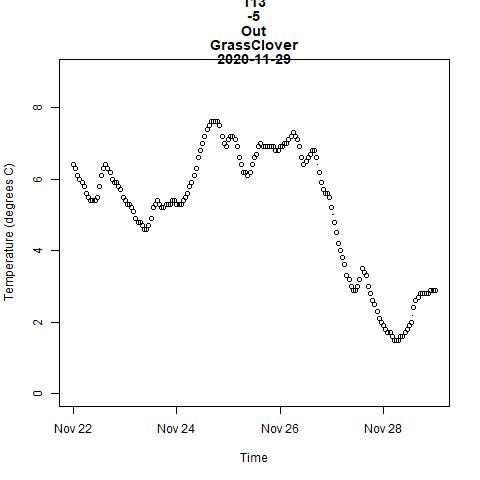 113
-5
Out
GrassClover
2020-11-29
Temperature (degrees C)
8
6
4
2
0
Nov 22 Nov 24 Nov 26 Nov 28
Time